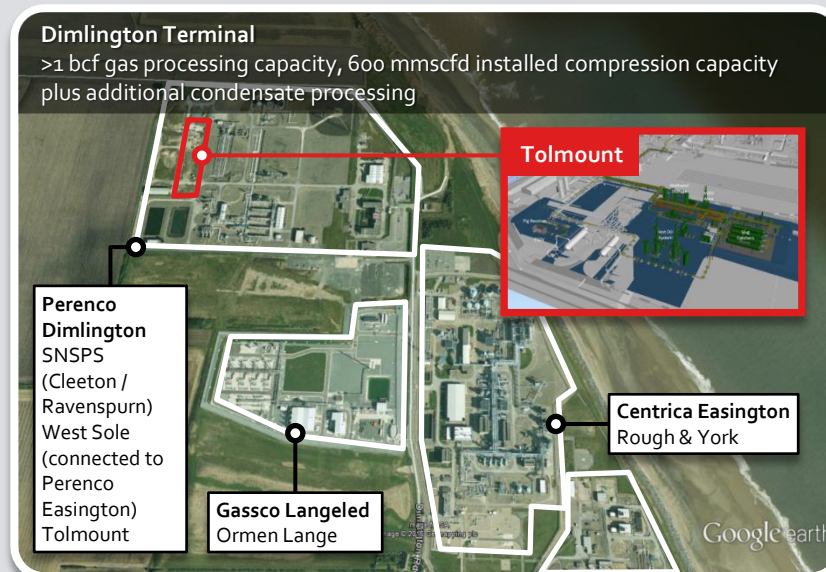 Dimlington Terminal
>1 bcf gas processing capacity, 600 mmscfd installed compression capacity
plus additional condensate processing
Tolmount
Perenco
Dimlington
SNSPS
(Cleeton /
Ravenspurn)
West Sole
(connected to
Perenco
Easington)
Tolmount
Gassco Langeled
Ormen Lange
Centrica Easington
Rough & York
Google earth